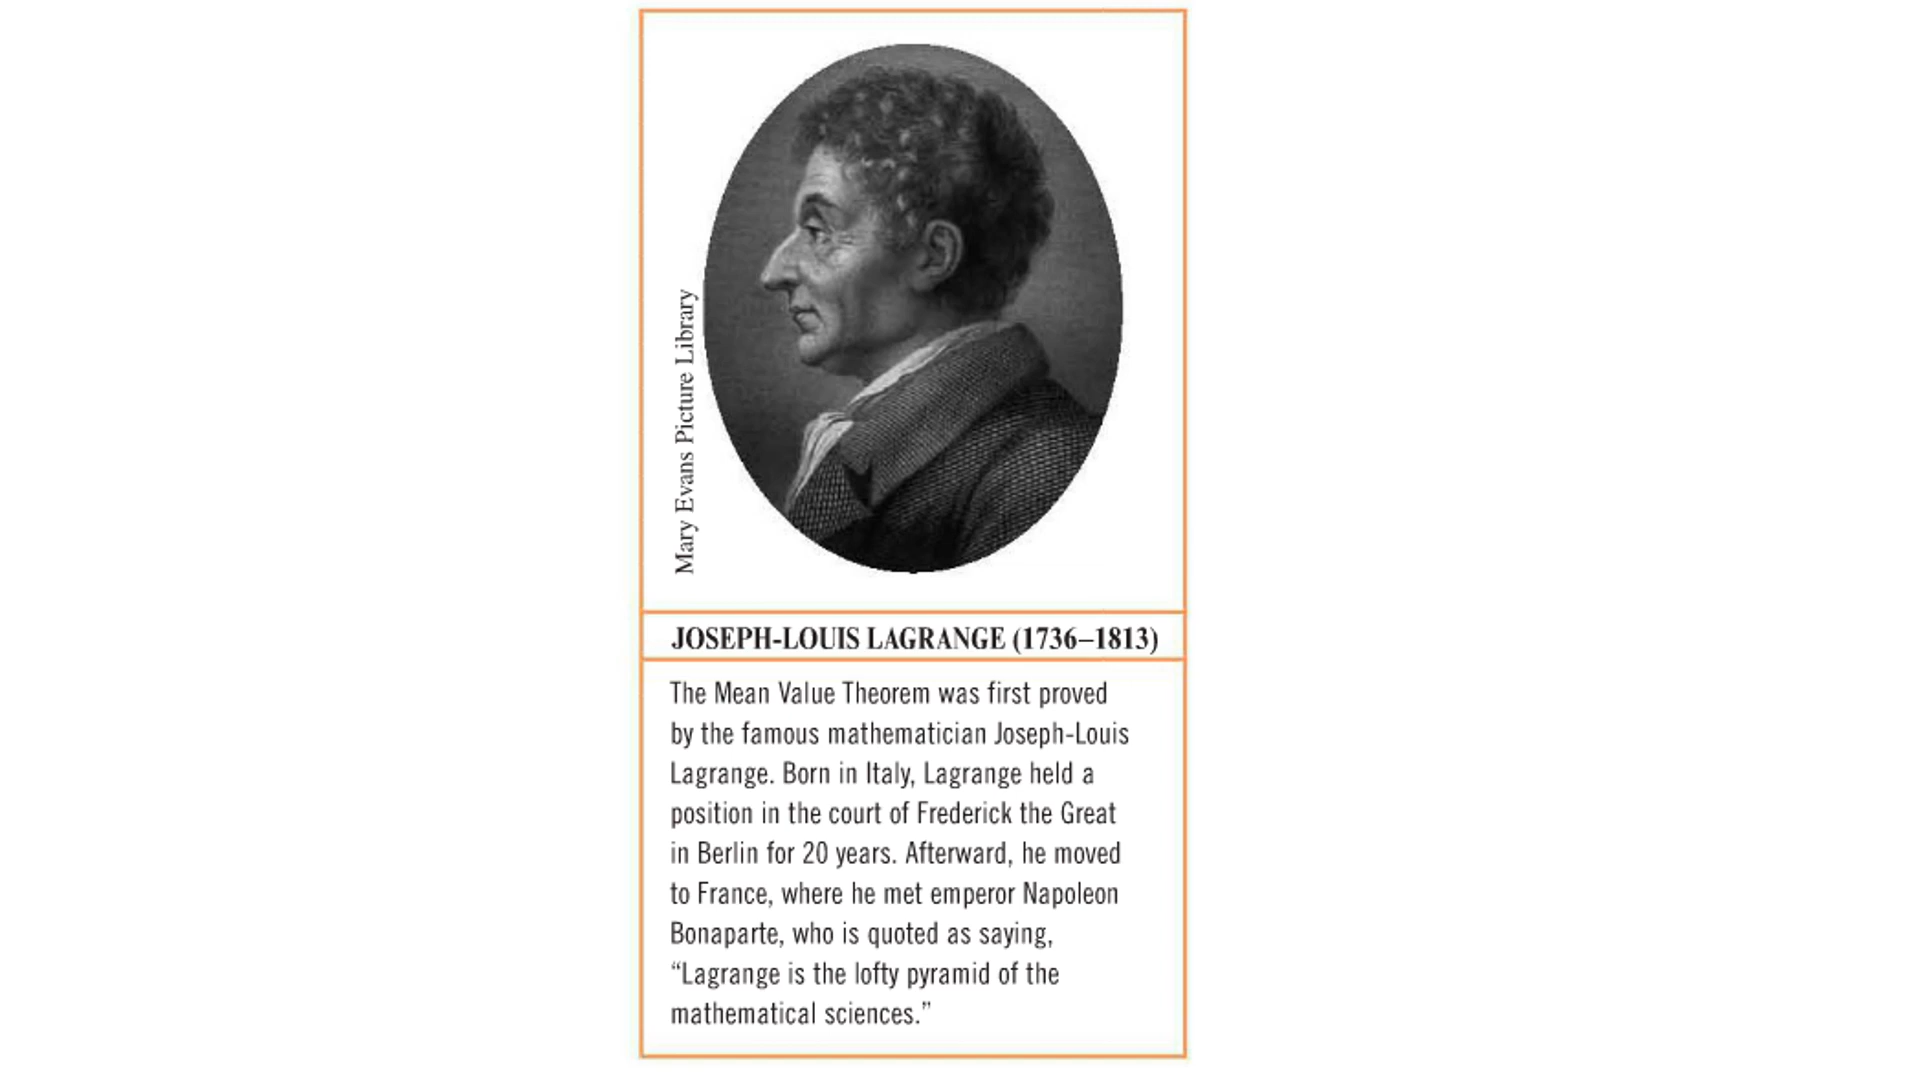 Mary Evans Picture Library
JOSEPH-LOUIS LAGRANGE (1736–1813)
The Mean Value Theorem was first proved
by the famous mathematician Joseph-Louis
Lagrange. Born in Italy, Lagrange held a
position in the court of Frederick the Great
in Berlin for 20 years. Afterward, he moved
to France, where he met emperor Napoleon
Bonaparte, who is quoted as saying,
“Lagrange is the lofty pyramid of the
mathematical sciences.”